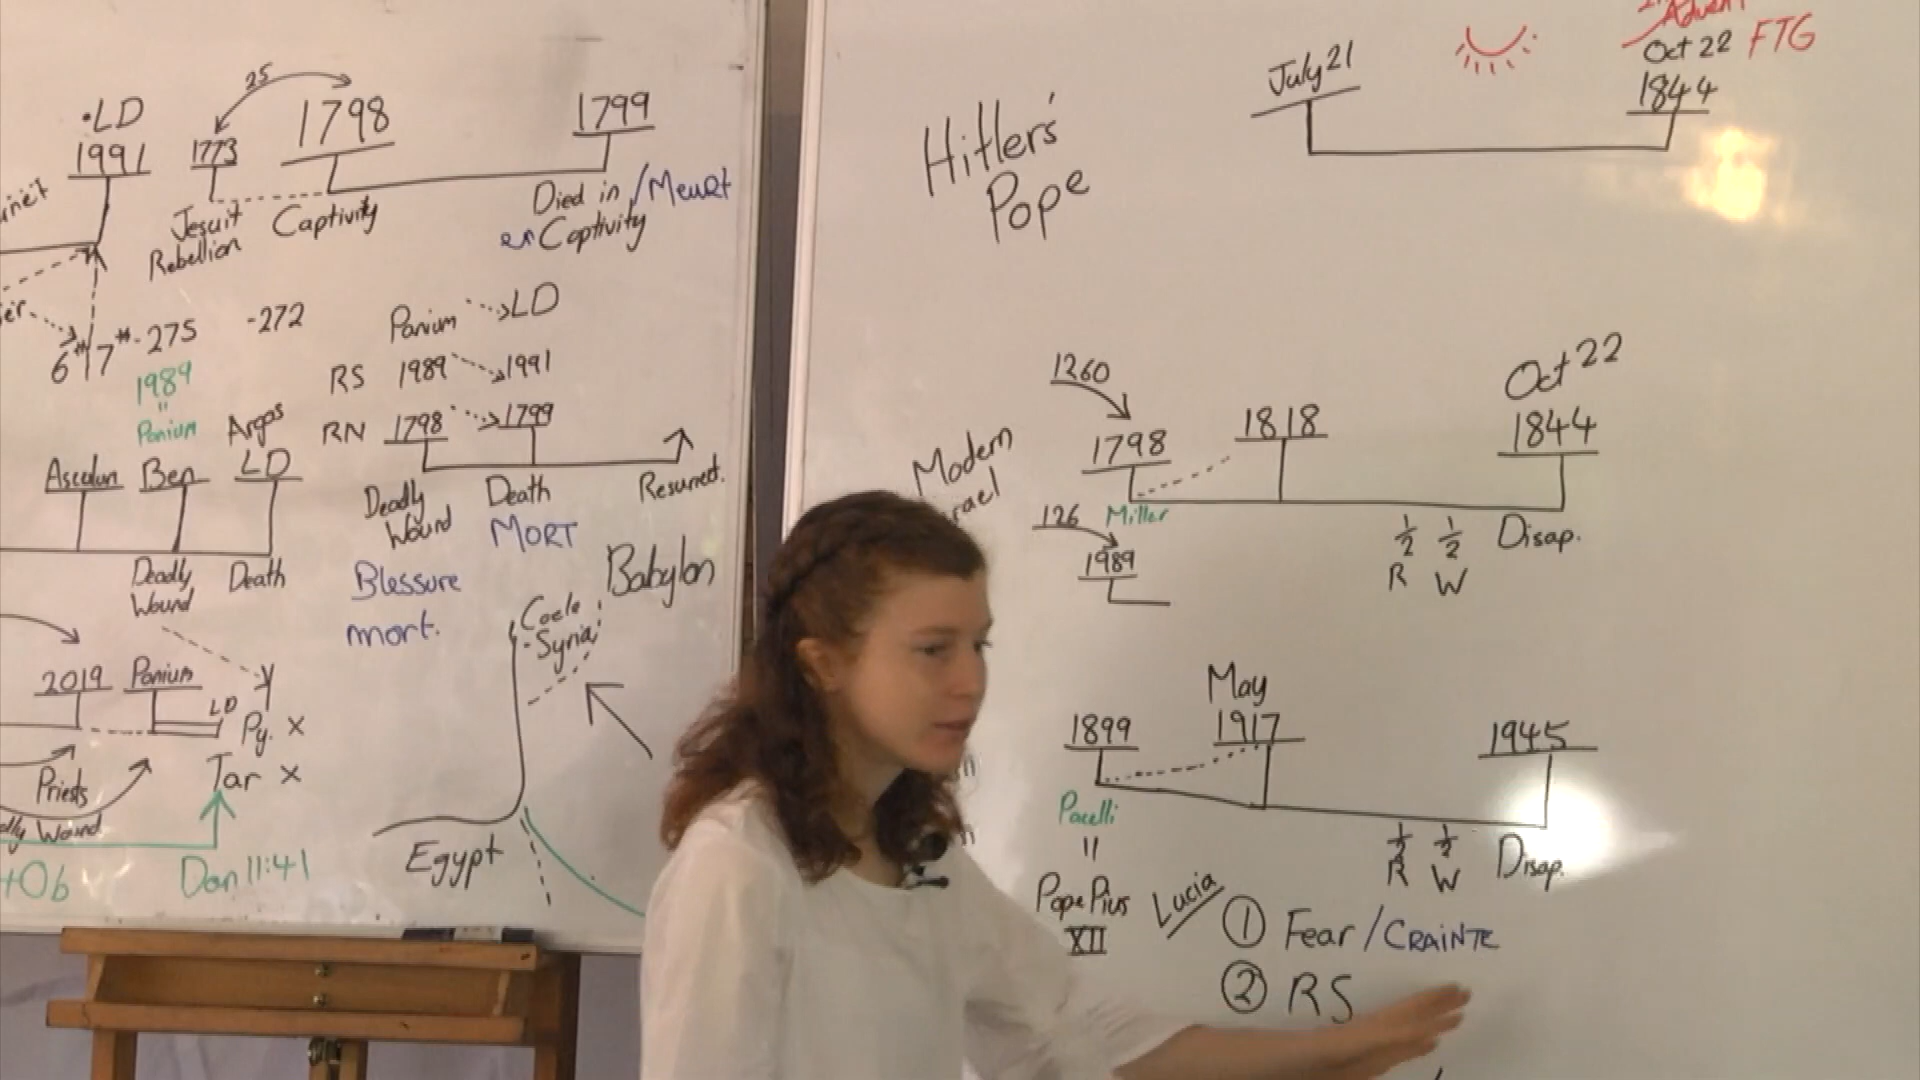 ·LD
1991
25
1773
1798
1799
Jesuit
Rebellion
Captivity
Died in /Meurt
en Captivity
6th 7th -275 -272
1989
"
Panium
Argos
Ascalun Ben LD
Deadly
Wound
Death
Panium LD
RS 1989 1991
RN 1798 1799
Deadly
Wound
Death
MORT
Resurrect.
Blessure
mort.
2019 Panium
LD
Py. x
Tar x
Priests
Wound
+Ob
Dan 11:41
Babylon
Coele
-Syria
Egypt
Hitler's
Pope
July 21
Advent
Oct 22 FTG
1844
Modern
1260
1798
1818
Oct 22
1844
Miller
126
1989
1/2 1/2 Disap.
R W
1899
May
1917
1945
Pacelli
"
Pope Pius
XII
1/2 1/2 Disap.
R W
Lucia
① Fear /CRAINTE
② RS